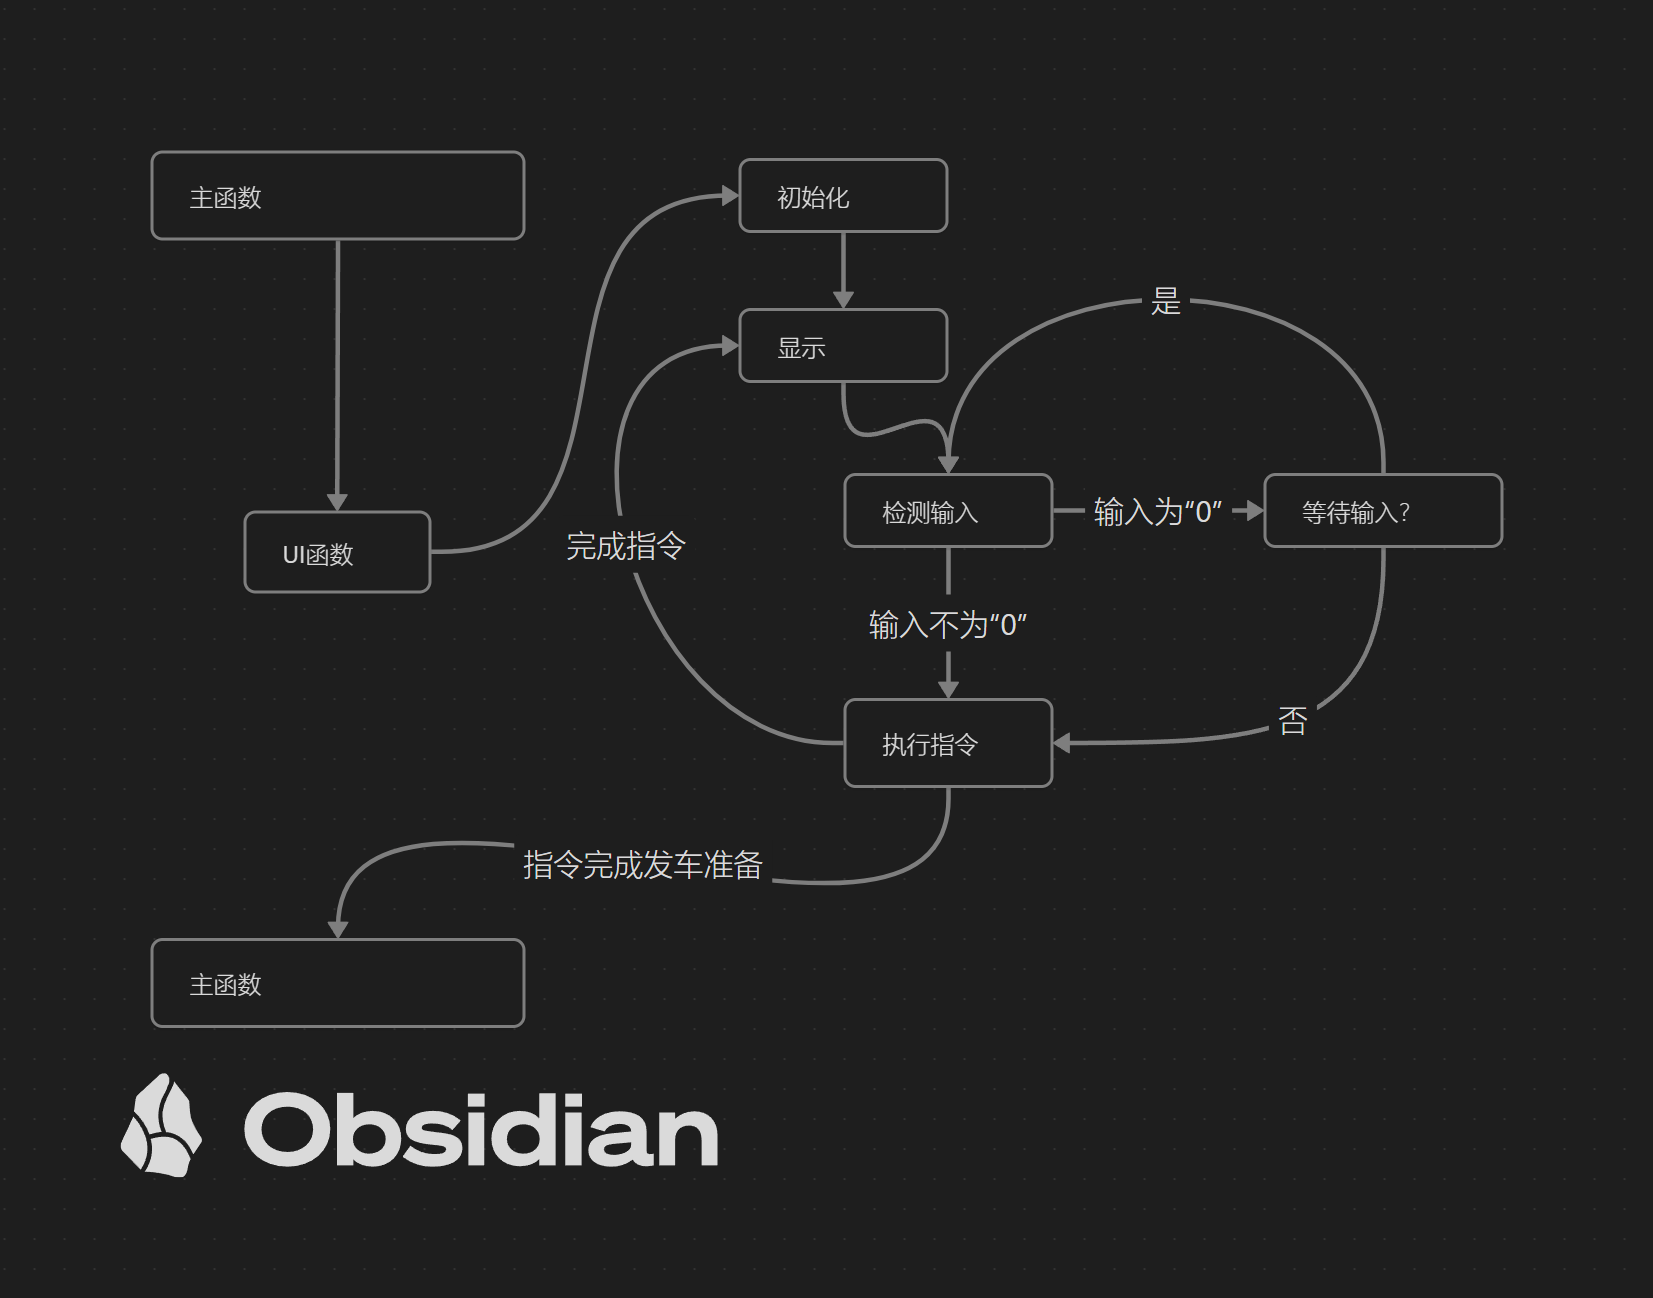 主函数
初始化
是
显示
检测输入
输入为“0”
等待输入?
完成指令
UI函数
输入不为“0”
否
执行指令
指令完成发车准备
主函数
Obsidian